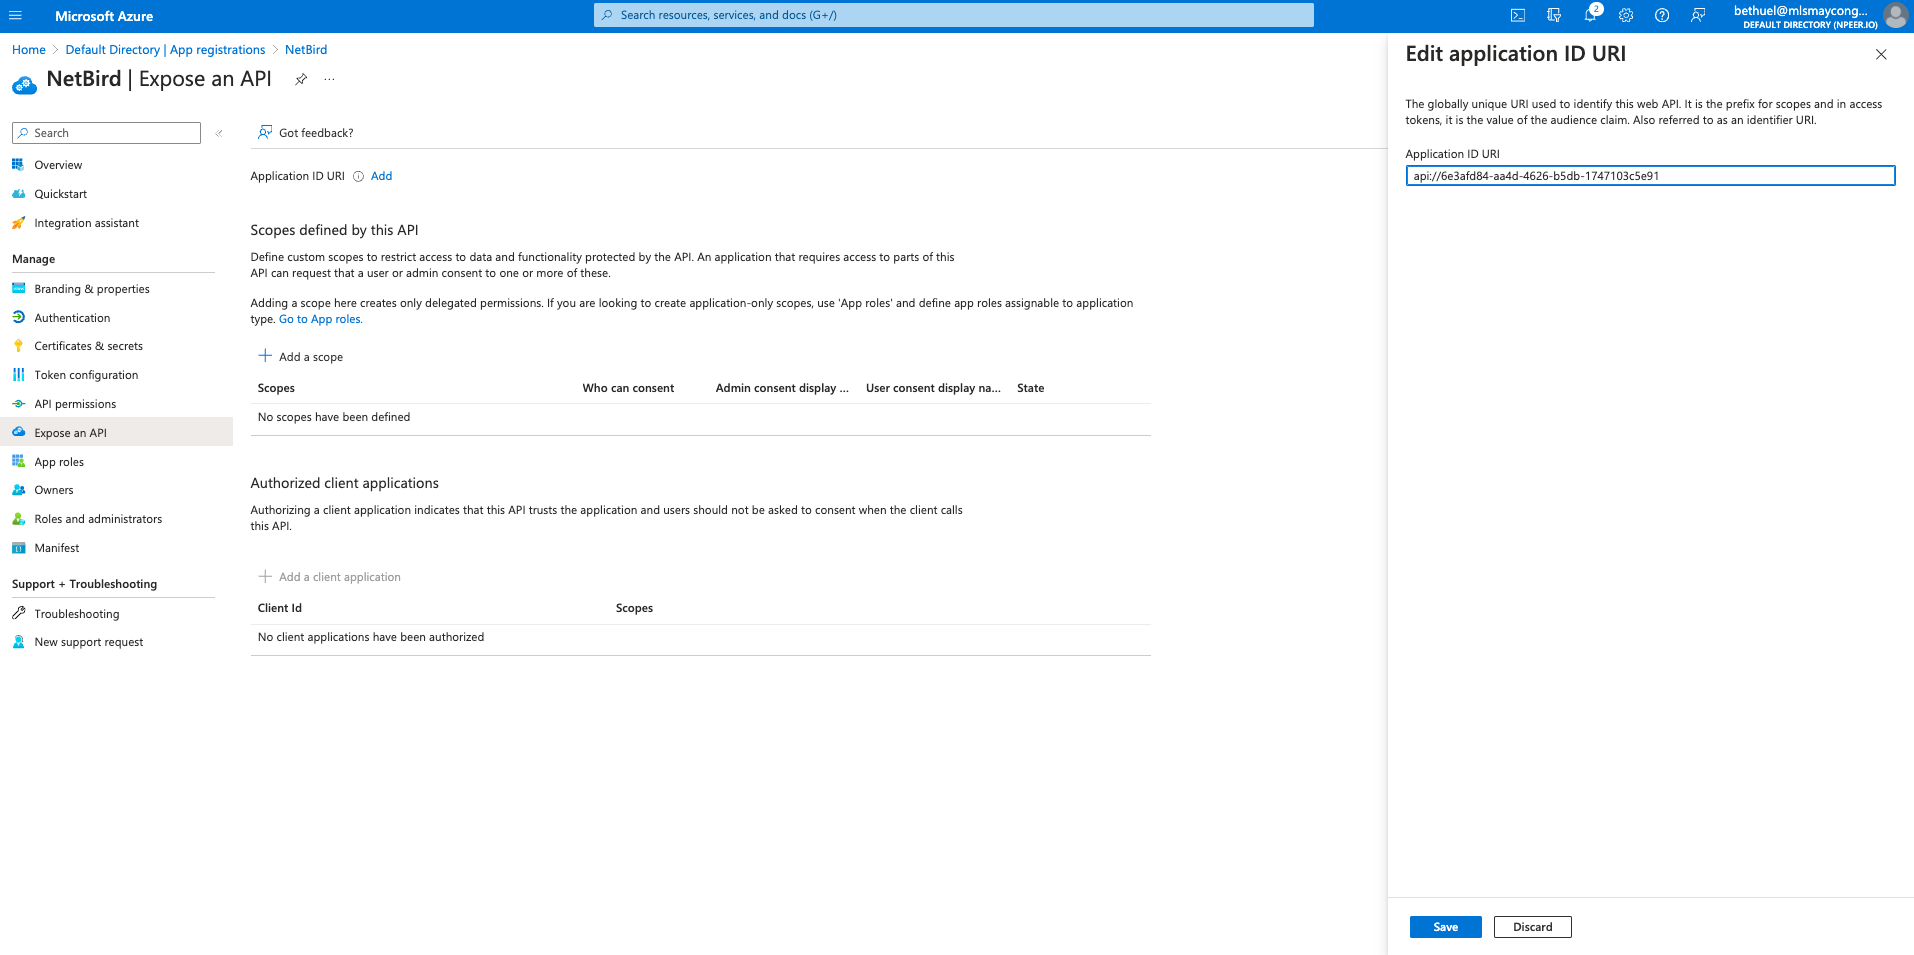 Microsoft Azure
Search resources, services, and docs (G+/)
2
bethuel@mlsmaycong...
DEFAULT DIRECTORY (NPEER.IO)
Home > Default Directory | App registrations > NetBird
NetBird | Expose an API
...
Search
«
Overview
Quickstart
Integration assistant
Manage
Branding & properties
Authentication
Certificates & secrets
Token configuration
API permissions
Expose an API
App roles
Owners
Roles and administrators
Manifest
Support + Troubleshooting
Troubleshooting
New support request
Got feedback?
Application ID URI Add
Scopes defined by this API
Define custom scopes to restrict access to data and functionality protected by the API. An application that requires access to parts of this
API can request that a user or admin consent to one or more of these.
Adding a scope here creates only delegated permissions. If you are looking to create application-only scopes, use 'App roles' and define app roles assignable to application
type. Go to App roles.
Add a scope
Scopes Who can consent Admin consent display ... User consent display na... State
No scopes have been defined
Authorized client applications
Authorizing a client application indicates that this API trusts the application and users should not be asked to consent when the client calls
this API.
Add a client application
Client Id Scopes
No client applications have been authorized
Edit application ID URI
The globally unique URI used to identify this web API. It is the prefix for scopes and in access
tokens, it is the value of the audience claim. Also referred to as an identifier URI.
Application ID URI
api://6e3afd84-aa4d-4626-b5db-1747103c5e91
Save Discard